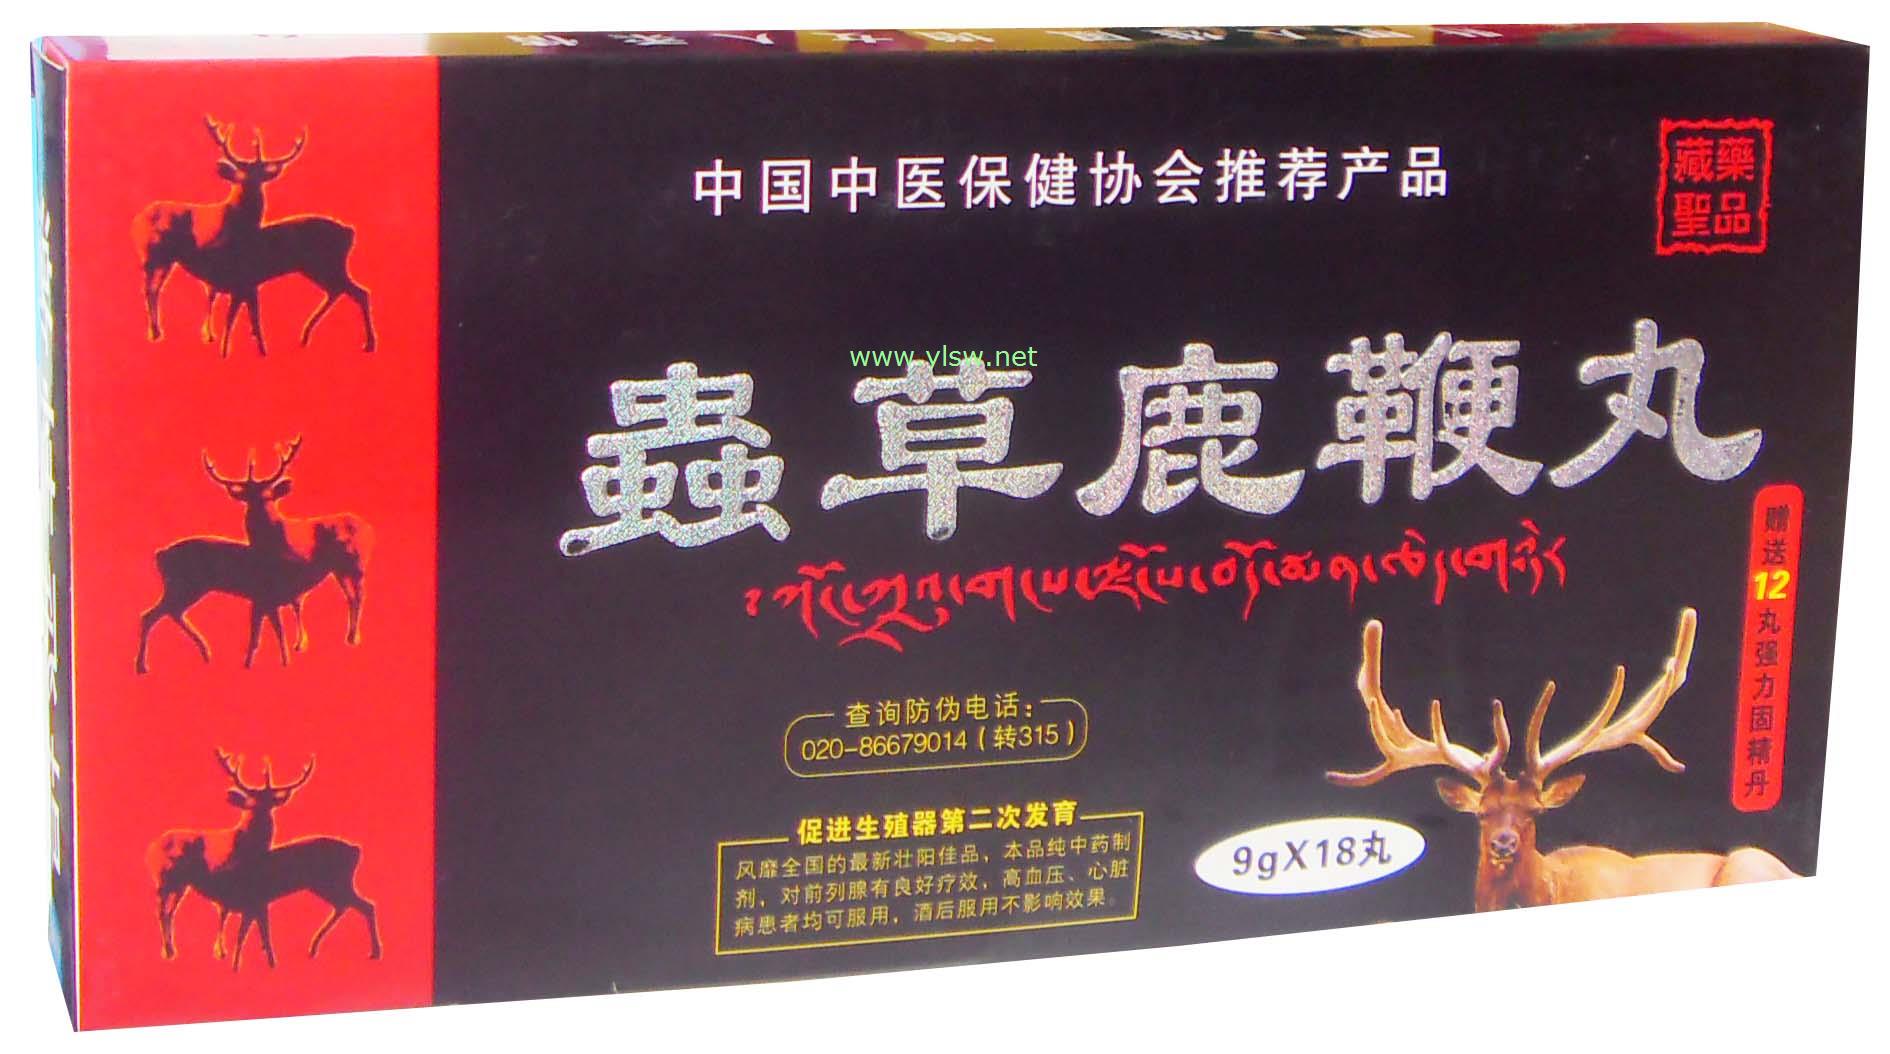 中国中医保健协会推荐产品
藏藥
聖品
www.ylsw.net
蟲草鹿鞭丸
赠送12丸强力固精丹
查询防伪电话：
020-86679014（转315）
促进生殖器第二次发育
风靡全国的最新壮阳佳品，本品纯中药制
剂，对前列腺有良好疗效，高血压、心脏
病患者均可服用，酒后服用不影响效果。
9gX18丸